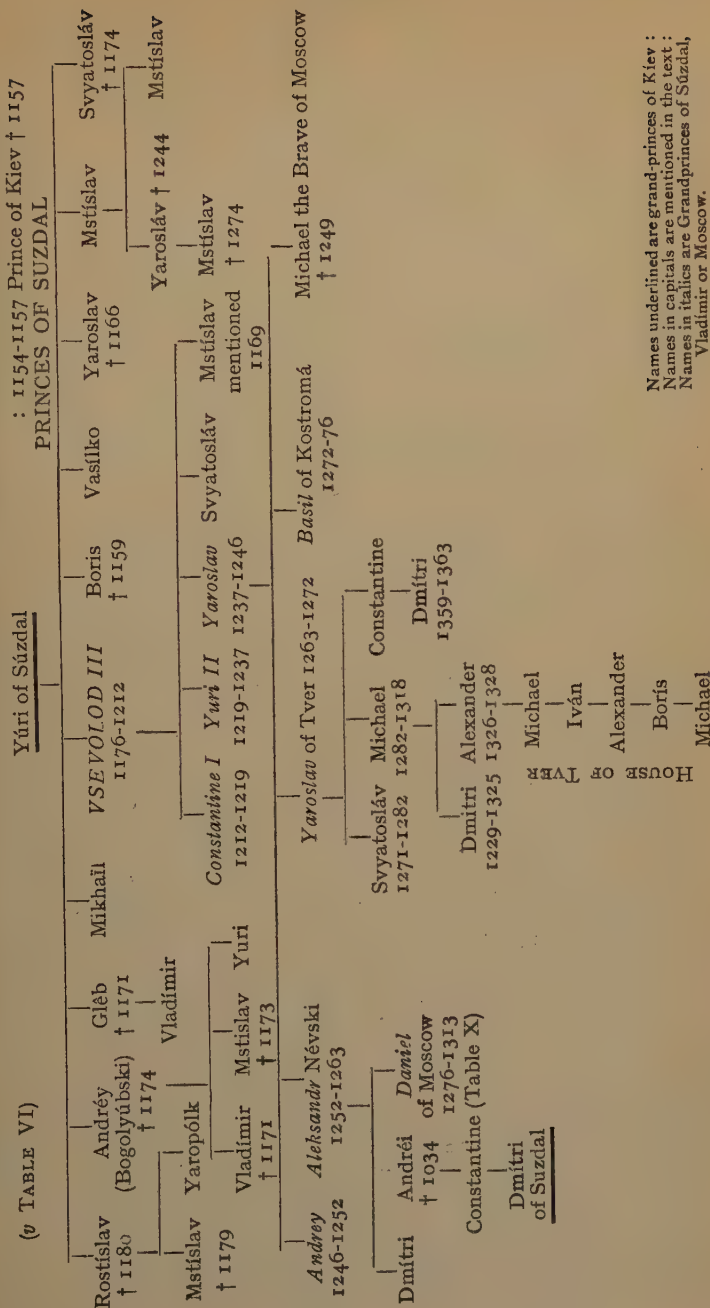 (v TABLE VI)
Yúri of Súzdal : 1154-1157 Prince of Kiev † 1157
PRINCES OF SUZDAL
Rostíslav Andréy Glêb Mikhaïl VSEVOLOD III Boris Vasílko Yaroslav Mstíslav Svyatosláv
† 1180 (Bogolyúbski) † 1171 1176-1212 † 1159 † 1166 † 1174
† 1174
Vladímir
Yaroslάv † 1244 Mstíslav
Mstíslav Yaropólk
† 1179
Constantine I Yuri II Yaroslav Svyatosláv Mstíslav Mstíslav
1212-1219 1219-1237 1237-1246 mentioned † 1274
1169
Vladímir Mstislav Yuri
† 1171 † 1173
Andrey Aleksandr Névski Yaroslav of Tver 1263-1272 Basil of Kostromá Michael the Brave of Moscow
1246-1252 1252-1263 1272-76 † 1249
Dmítri Andréi Daniel Svyatosláv Michael Constantine
† 1034 of Moscow 1271-1282 1282-1318
1276-1313
Constantine (Table X)
Dmítri
1359-1363
Dmítri
of Suzdal
Dmitri Alexander
1229-1325 1326-1328
Michael
Iván
Alexander
Borís
Michael
HOUSE OF TVER
Names underlined are grand-princes of Kíev :
Names in capitals are mentioned in the text :
Names in italics are Grandprinces of Súzdal,
Vladímir or Moscow.